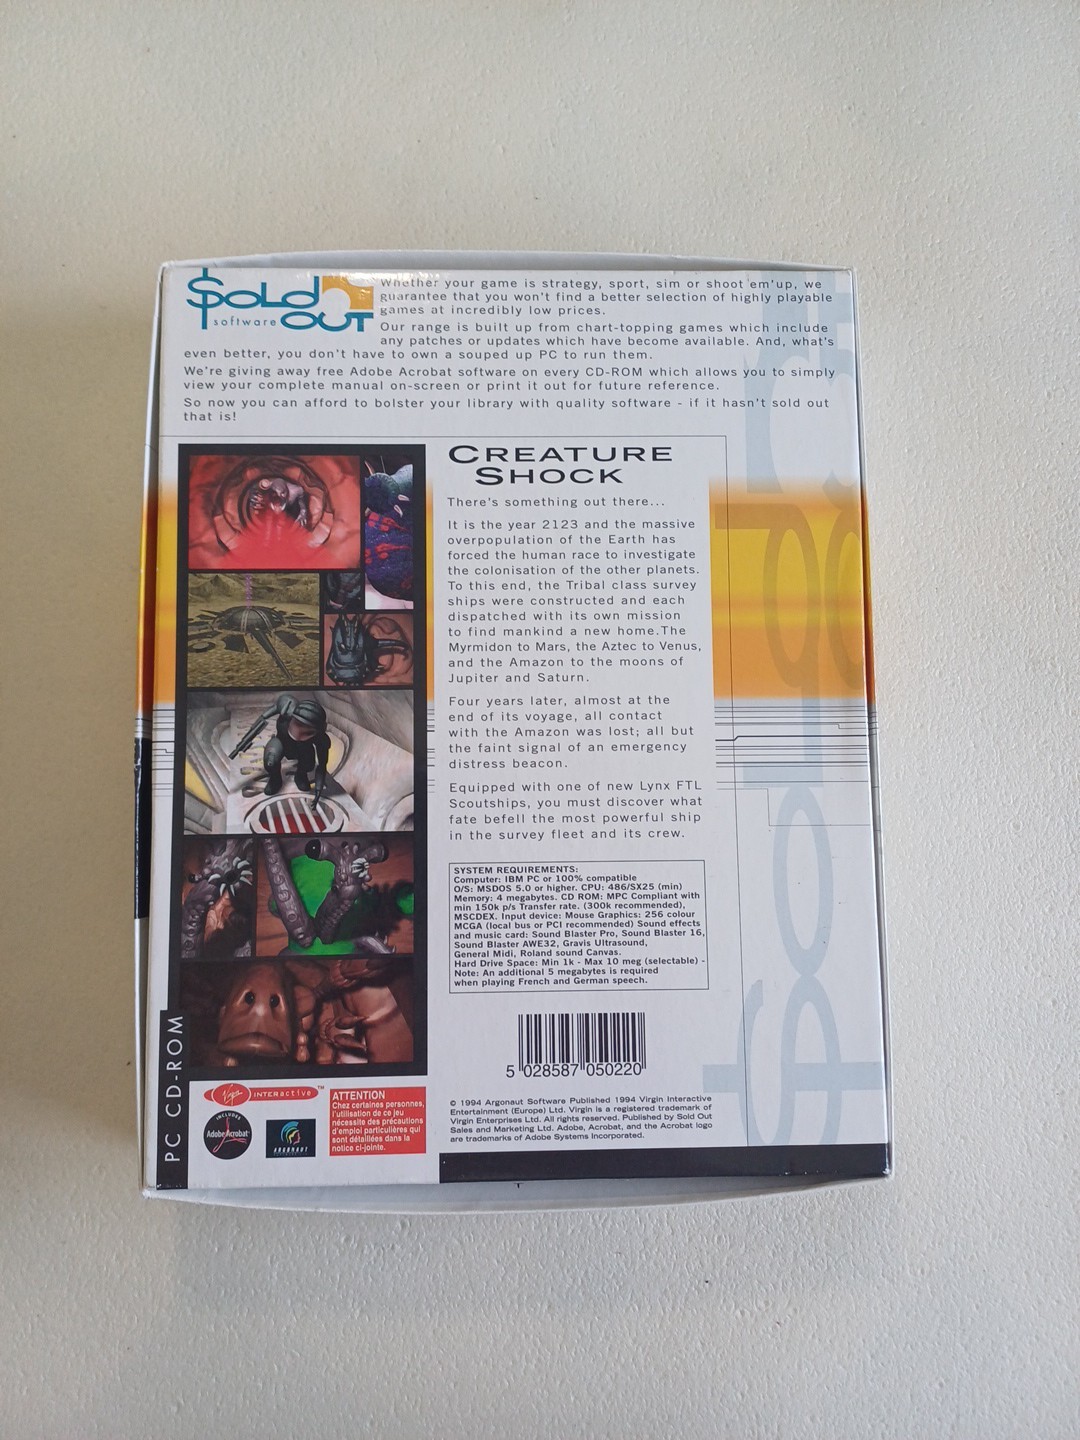 $OLD OUT
software
Whether your game is strategy, sport, sim or shoot'em'up, we
guarantee that you won't find a better selection of highly playable
games at incredibly low prices.
Our range is built up from chart-topping games which include
any patches or updates which have become available. And, what's
even better, you don't have to own a souped up PC to run them.
We're giving away free Adobe Acrobat software on every CD-ROM which allows you to simply
view your complete manual on-screen or print it out for future reference.
So now you can afford to bolster your library with quality software - if it hasn't sold out
that is!
CREATURE
SHOCK
There's something out there...
It is the year 2123 and the massive
overpopulation of the Earth has
forced the human race to investigate
the colonisation of the other planets.
To this end, the Tribal class survey
ships were constructed and each
dispatched with its own mission
to find mankind a new home.The
Myrmidon to Mars, the Aztec to Venus,
and the Amazon to the moons of
Jupiter and Saturn.
Four years later, almost at the
end of its voyage, all contact
with the Amazon was lost; all but
the faint signal of an emergency
distress beacon.
Equipped with one of new Lynx FTL
Scoutships, you must discover what
fate befell the most powerful ship
in the survey fleet and its crew.
SYSTEM REQUIREMENTS:
Computer: IBM PC or 100% compatible
O/S: MSDOS 5.0 or higher. CPU: 486/SX25 (min)
Memory: 4 megabytes. CD ROM: MPC Compliant with
min 150k p/s Transfer rate. (300k recommended),
MSCDEX. Input device: Mouse Graphics: 256 colour
MCGA (local bus or PCI recommended) Sound effects
and music card: Sound Blaster Pro, Sound Blaster 16,
Sound Blaster AWE32, Gravis Ultrasound,
General Midi, Roland sound Canvas.
Hard Drive Space: Min 1k - Max 10 meg (selectable) -
Note: An additional 5 megabytes is required
when playing French and German speech.
5 028587 050220
© 1994 Argonaut Software Published 1994 Virgin Interactive
Entertainment (Europe) Ltd. Virgin is a registered trademark of
Virgin Enterprises Ltd. All rights reserved. Published by Sold Out
Sales and Marketing Ltd. Adobe, Acrobat, and the Acrobat logo
are trademarks of Adobe Systems Incorporated.
PC CD-ROM
Virgin INTERACTIVE™
INCLUDES
Adobe Acrobat
ARGONAUT
ATTENTION
Chez certaines personnes,
l'utilisation de ce jeu
nécessite des précautions
d'emploi particulières qui
sont détaillées dans la
notice ci-jointe.